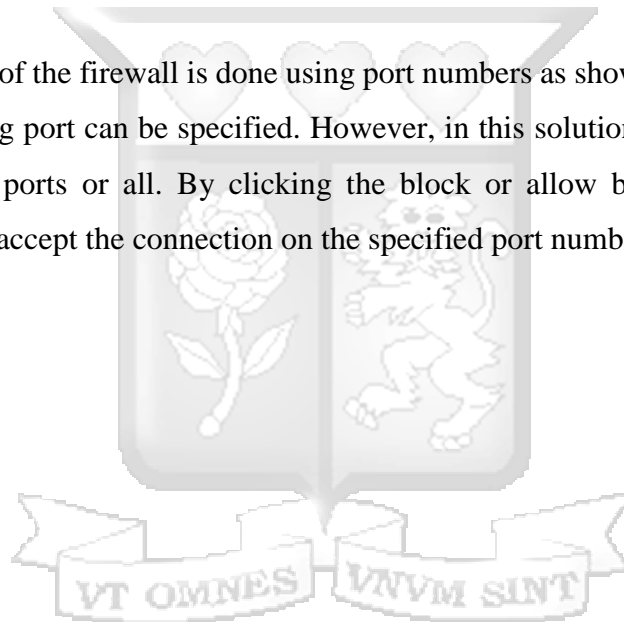 of the firewall is done using port numbers as show
g port can be specified. However, in this solution
ports or all. By clicking the block or allow b
accept the connection on the specified port numb
VT OMNES VNVM SINT